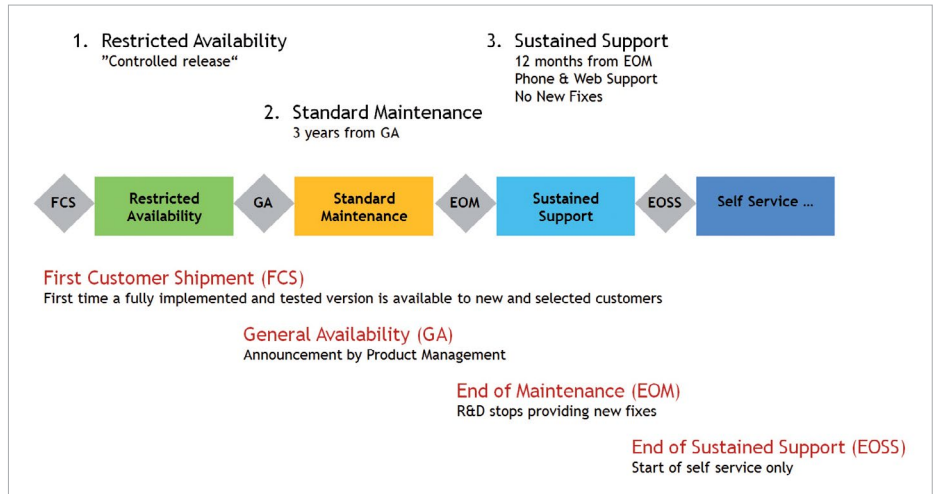 1. Restricted Availability
”Controlled release“
3. Sustained Support
12 months from EOM
Phone & Web Support
No New Fixes
2. Standard Maintenance
3 years from GA
FCS
Restricted
Availability
GA
Standard
Maintenance
EOM
Sustained
Support
EOSS
Self Service ...
First Customer Shipment (FCS)
First time a fully implemented and tested version is available to new and selected customers
General Availability (GA)
Announcement by Product Management
End of Maintenance (EOM)
R&D stops providing new fixes
End of Sustained Support (EOSS)
Start of self service only